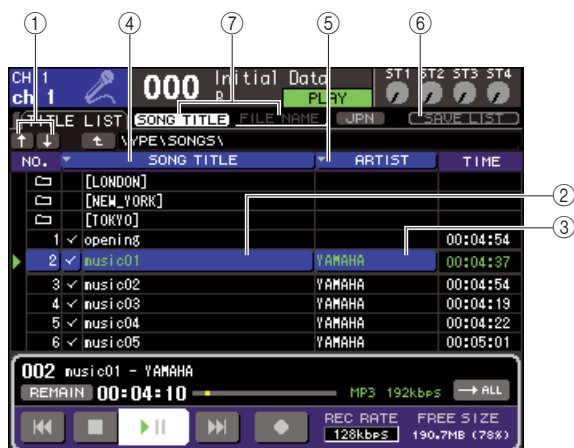 ① ④ ⑦ ⑤ ⑥
CH 1
ch 1
000 Initial Data
R PLAY
ST1 ST2 ST3 ST4
TITLE LIST SONG TITLE FILE NAME JPN SAVE LIST
\YPE\SONGS\
NO. SONG TITLE ARTIST TIME
[LONDON]
[NEW_YORK]
[TOKYO]
1 ✓ opening 00:04:54
2 ✓ music01 YAMAHA 00:04:37
3 ✓ music02 YAMAHA 00:04:54
4 ✓ music03 YAMAHA 00:04:19
5 ✓ music04 YAMAHA 00:04:22
6 ✓ music05 YAMAHA 00:05:01
②
③
002 music01 - YAMAHA
REMAIN 00:04:10 MP3 192kbps → ALL
REC RATE FREE SIZE
128kbps 190.7MB (78%)